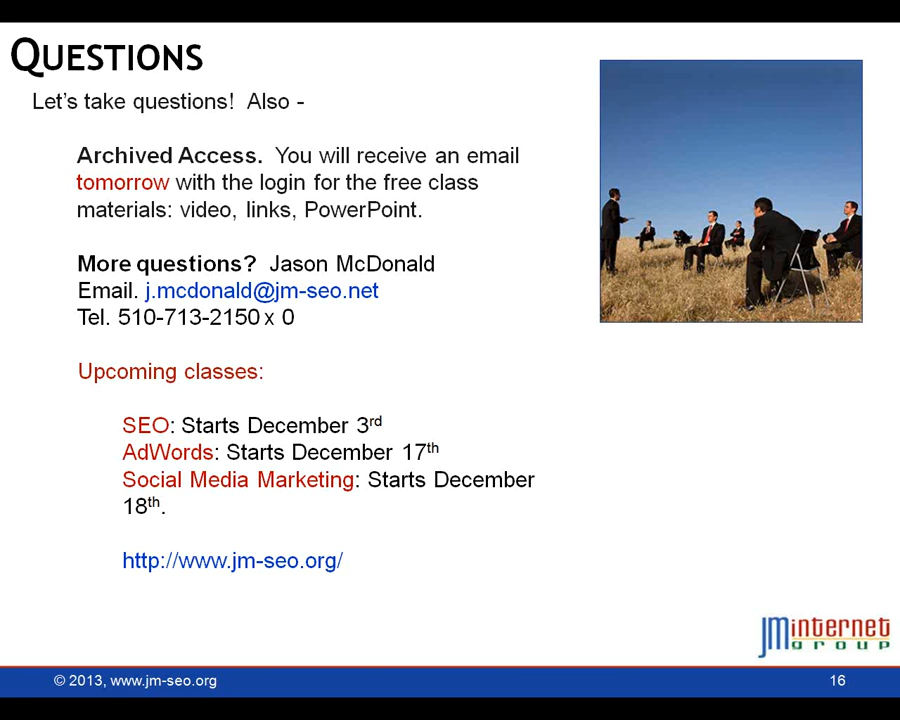 QUESTIONS
Let's take questions! Also -
Archived Access. You will receive an email
tomorrow with the login for the free class
materials: video, links, PowerPoint.
More questions? Jason McDonald
Email. j.mcdonald@jm-seo.net
Tel. 510-713-2150 x 0
Upcoming classes:
SEO: Starts December 3rd
AdWords: Starts December 17th
Social Media Marketing: Starts December
18th.
http://www.jm-seo.org/
JMinternet
group
© 2013, www.jm-seo.org
16